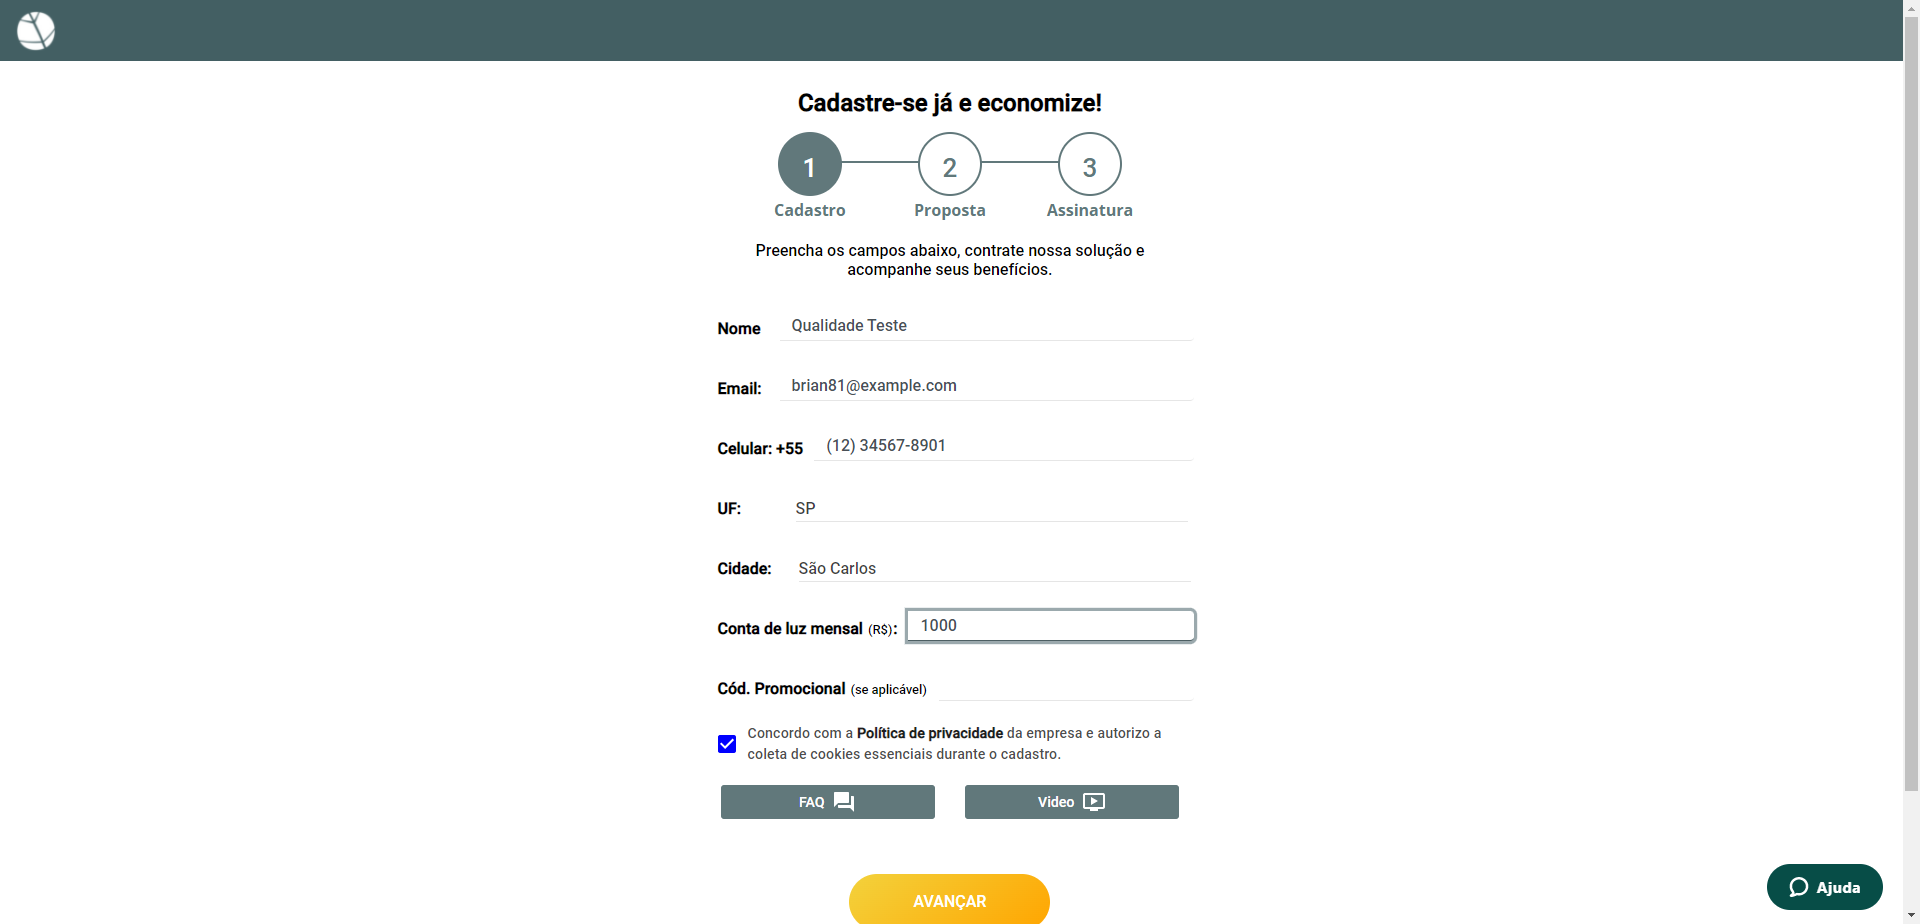 Cadastre-se já e economize!
1
2
3
Cadastro
Proposta
Assinatura
Preencha os campos abaixo, contrate nossa solução e
acompanhe seus benefícios.
Nome
Qualidade Teste
Email:
brian81@example.com
Celular: +55
(12) 34567-8901
UF:
SP
Cidade:
São Carlos
Conta de luz mensal (R$):
1000
Cód. Promocional (se aplicável)
Concordo com a Política de privacidade da empresa e autorizo a
coleta de cookies essenciais durante o cadastro.
FAQ
Video
AVANÇAR
Ajuda